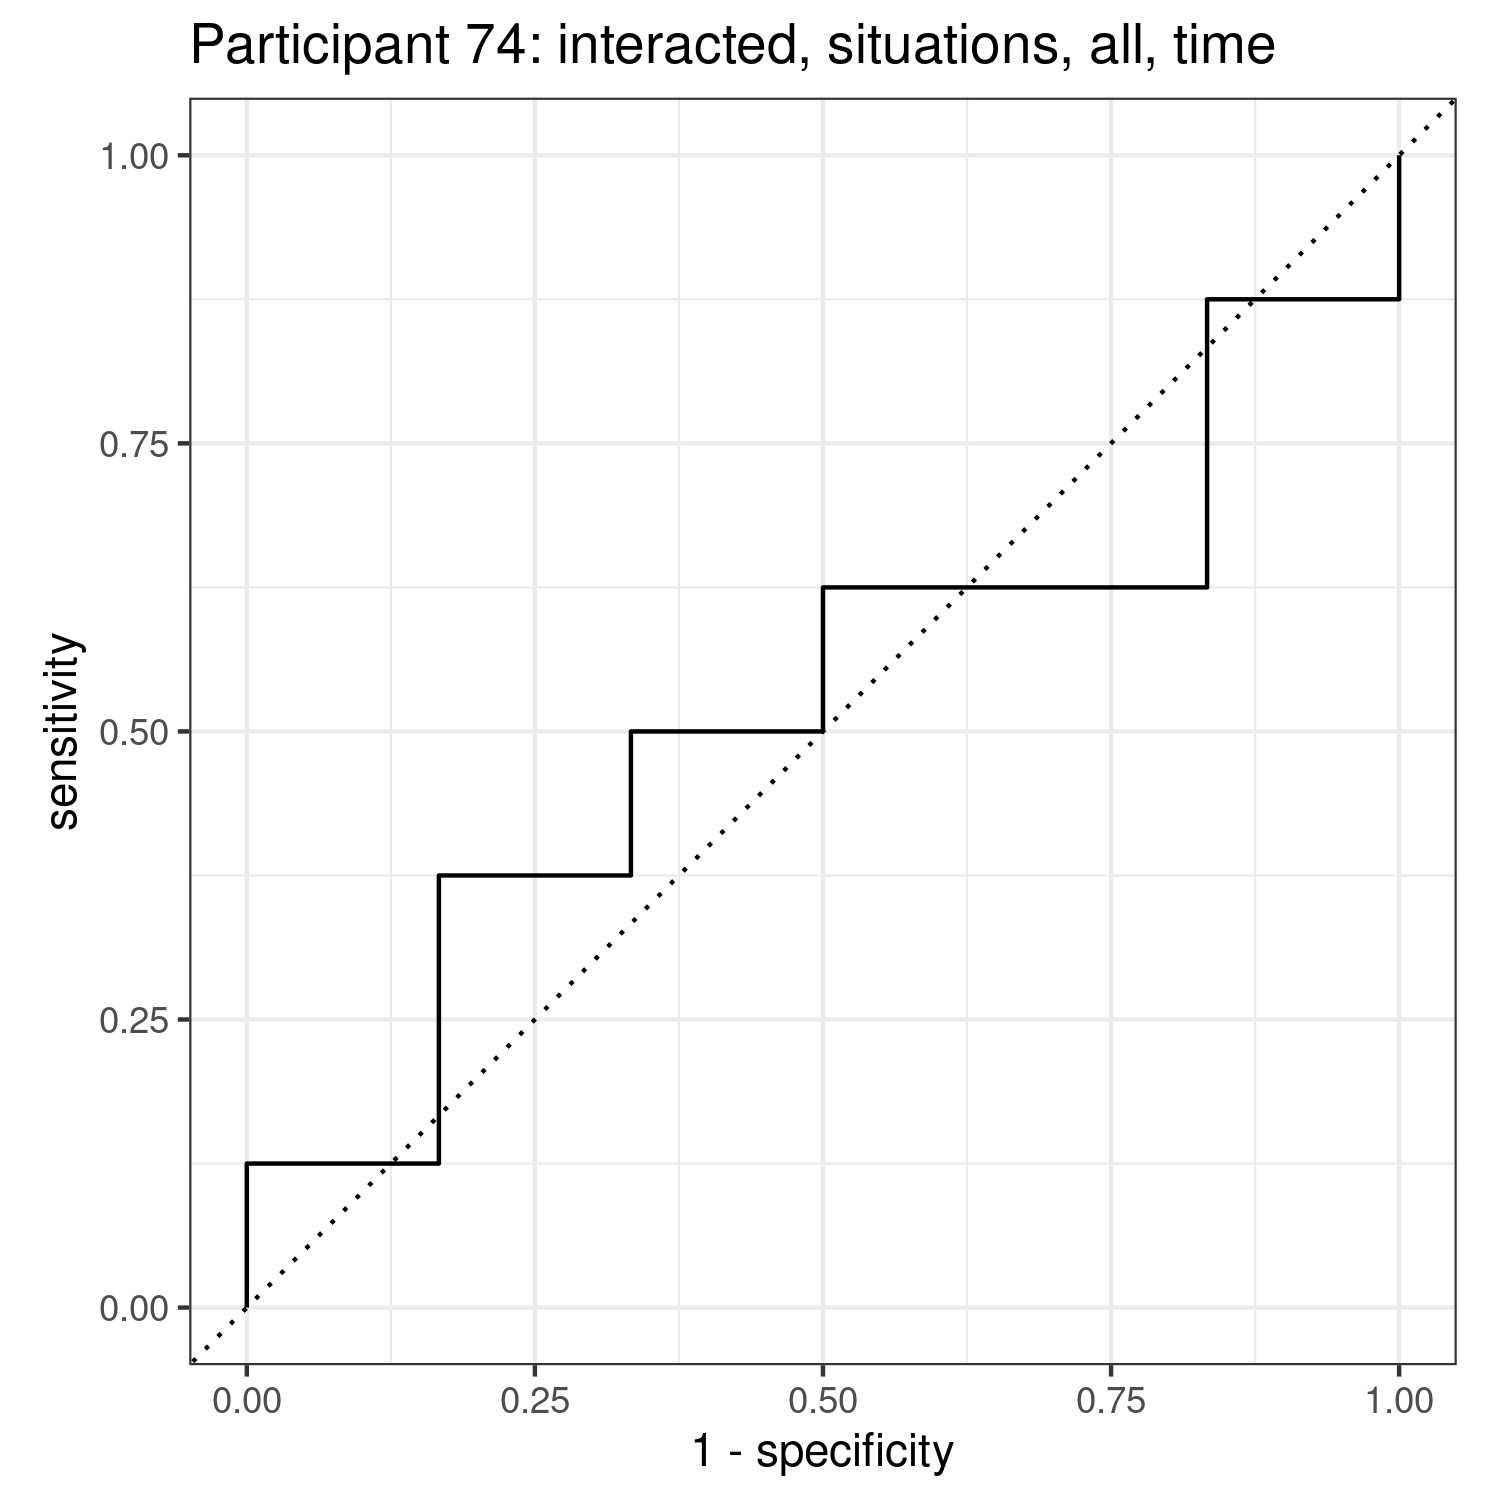 Participant 74: interacted, situations, all, time
1.00
0.75
0.50
0.25
0.00
sensitivity
0.00 0.25 0.50 0.75 1.00
1 - specificity